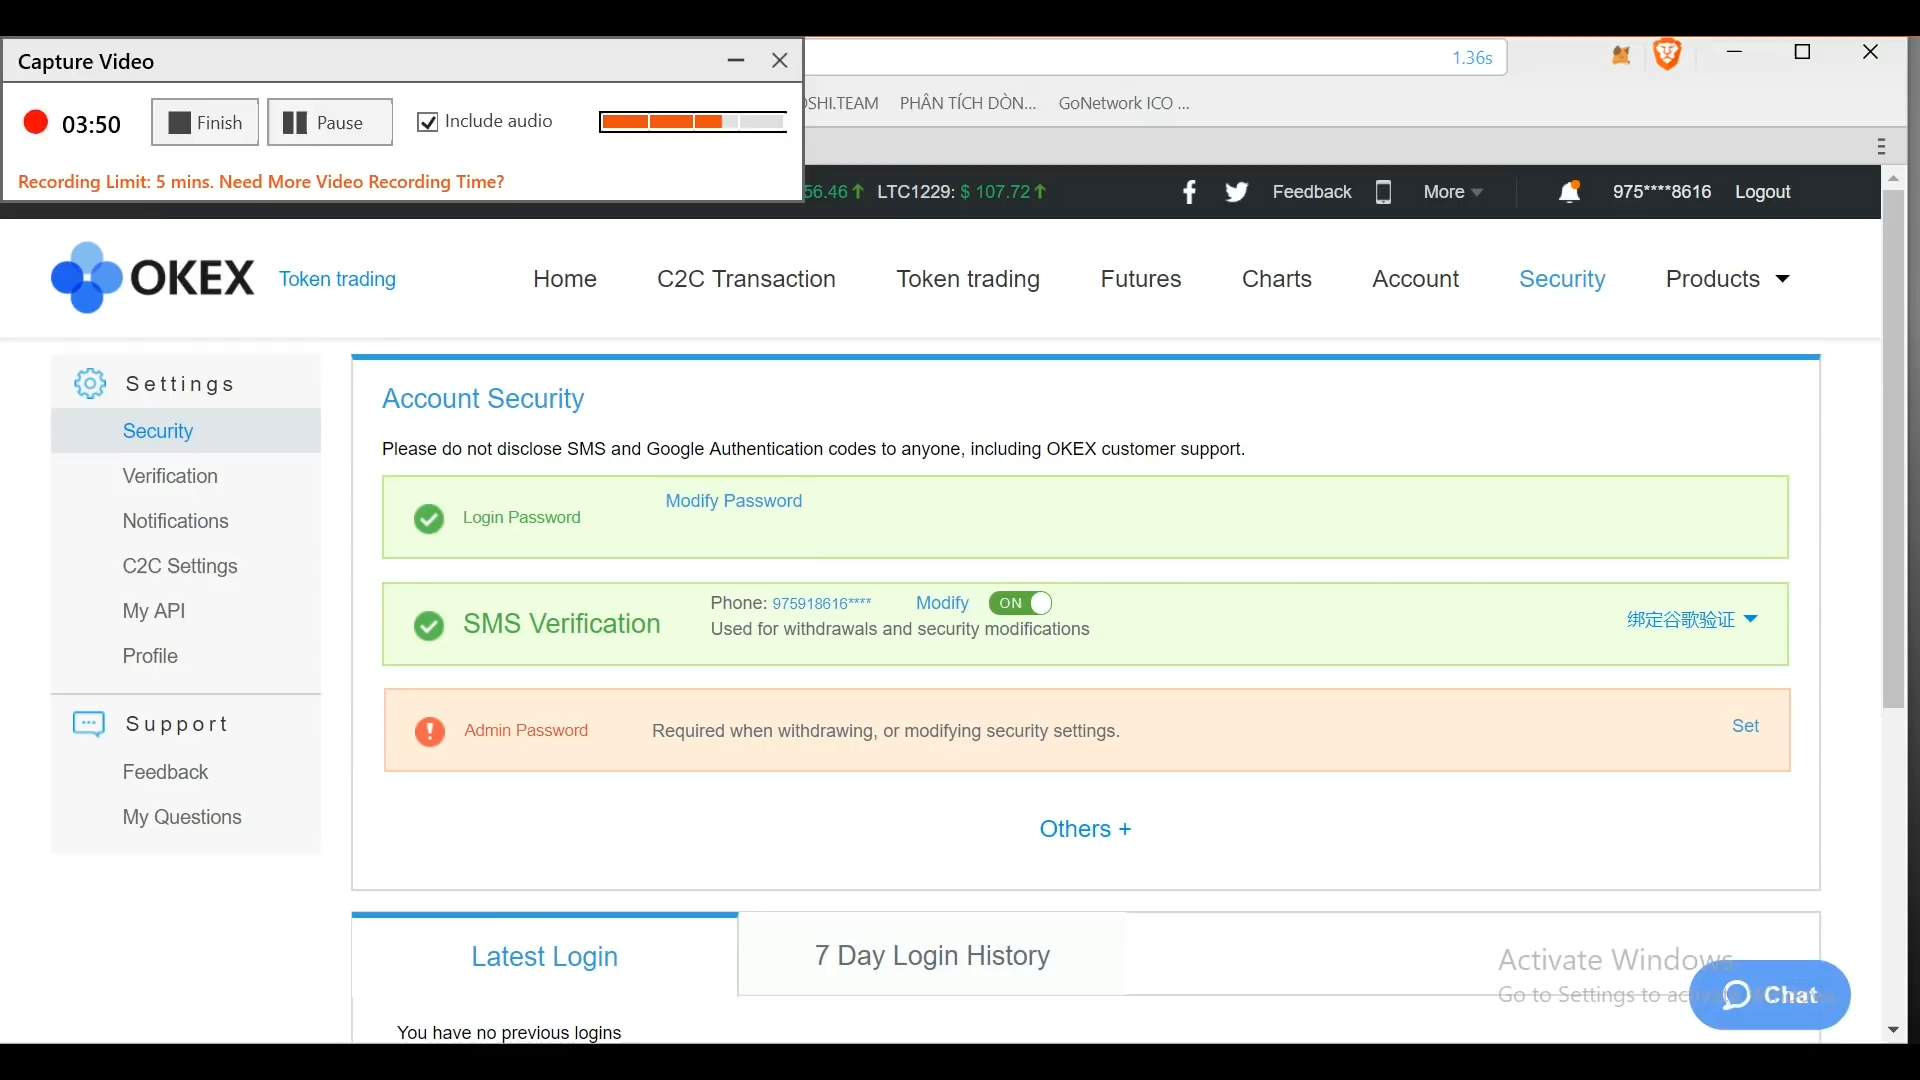 Capture Video
1.36s
OSHI.TEAM PHÂN TÍCH DÒN... GoNetwork ICO ...
03:50 Finish Pause Include audio
Recording Limit: 5 mins. Need More Video Recording Time?
56.46↑ LTC1229: $ 107.72↑ Feedback More 975****8616 Logout
OKEX Token trading Home C2C Transaction Token trading Futures Charts Account Security Products
Settings
Security
Verification
Notifications
C2C Settings
My API
Profile
Support
Feedback
My Questions
Account Security
Please do not disclose SMS and Google Authentication codes to anyone, including OKEX customer support.
Login Password Modify Password
SMS Verification Phone: 975918616**** Modify ON
Used for withdrawals and security modifications
绑定谷歌验证
Admin Password Required when withdrawing, or modifying security settings. Set
Others +
Latest Login 7 Day Login History
You have no previous logins
Activate Windows
Go to Settings to
Chat